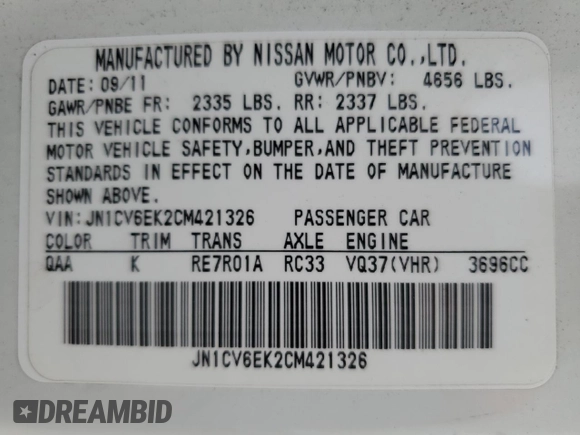 MANUFACTURED BY NISSAN MOTOR CO.,LTD.
DATE: 09/11 GVWR/PNBV: 4656 LBS.
GAWR/PNBE FR: 2335 LBS. RR: 2337 LBS.
THIS VEHICLE CONFORMS TO ALL APPLICABLE FEDERAL
MOTOR VEHICLE SAFETY,BUMPER,AND THEFT PREVENTION
STANDARDS IN EFFECT ON THE DATE OF MANUFACTURE
SHOWN ABOVE.
VIN:JN1CV6EK2CM421326 PASSENGER CAR
COLOR TRIM TRANS AXLE ENGINE
QAA K RE7R01A RC33 VQ37(VHR) 3696CC
JN1CV6EK2CM421326
DREAMBID